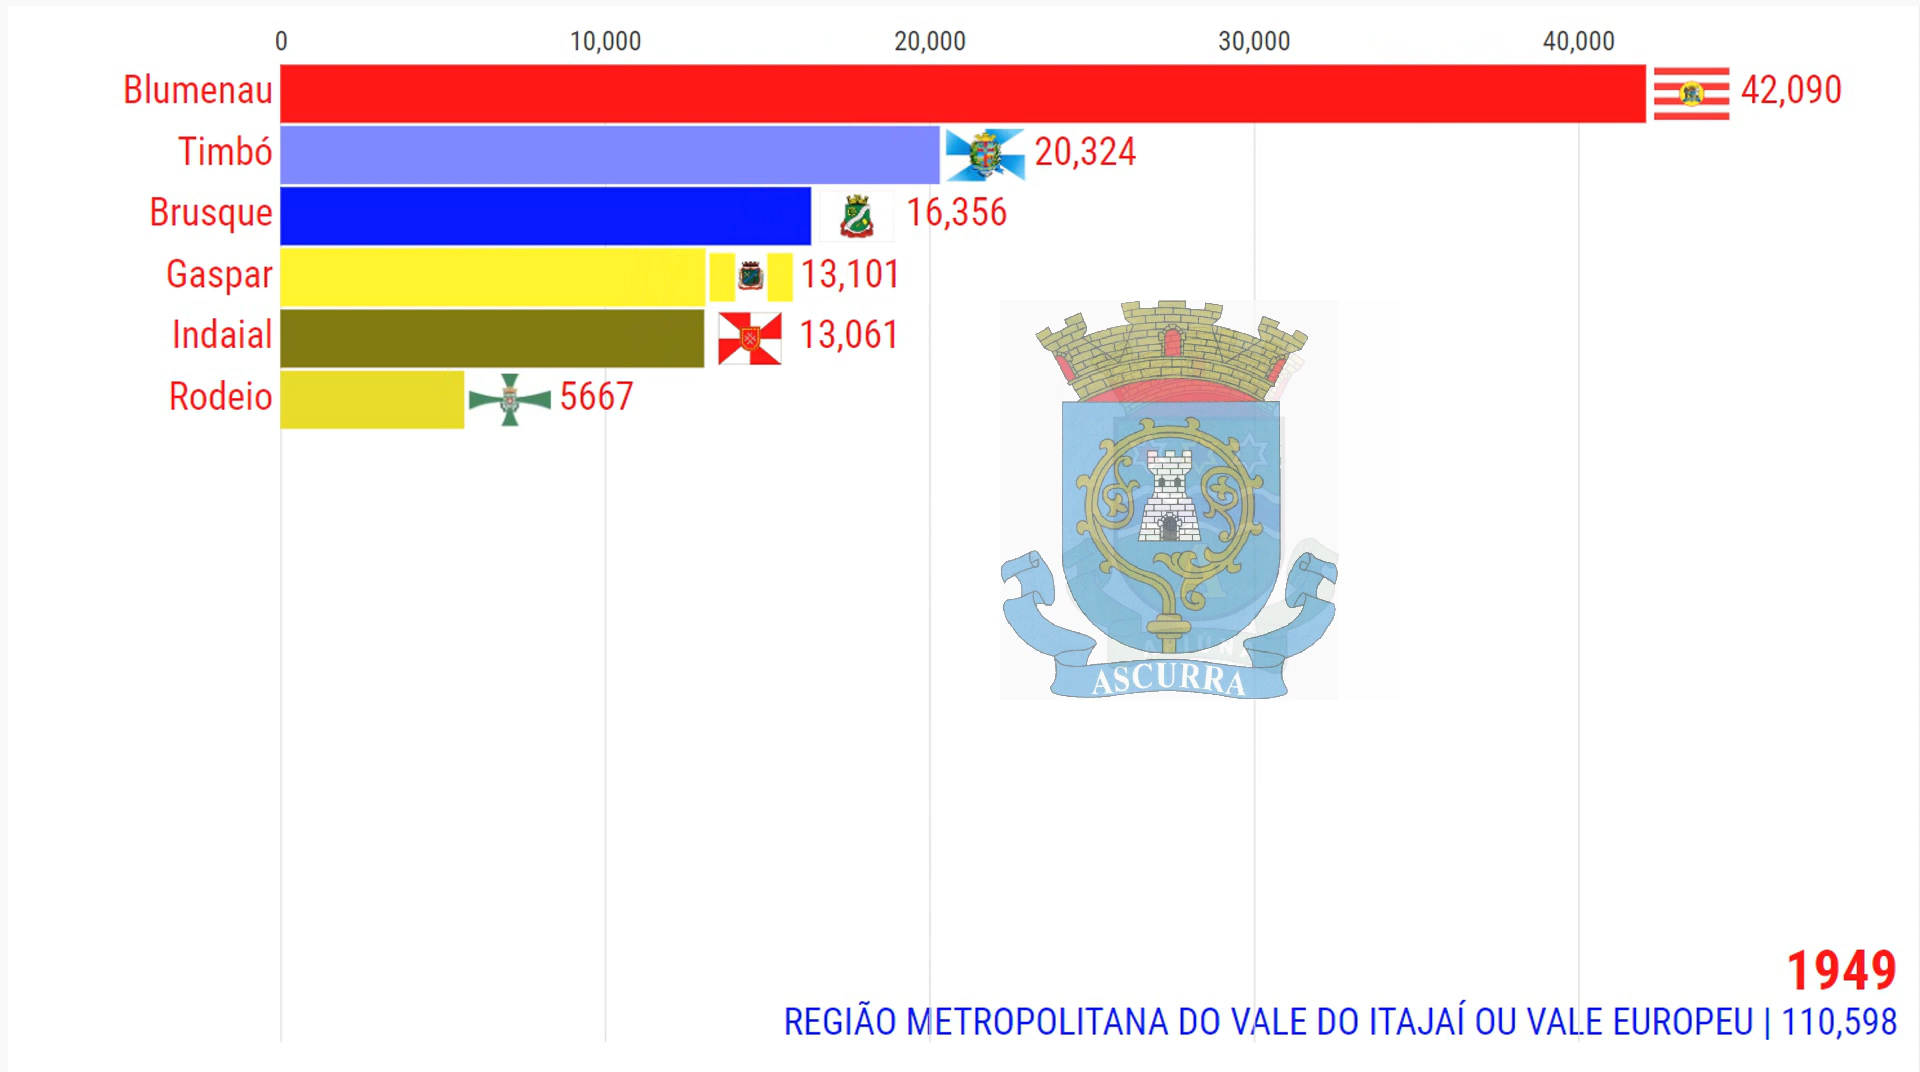 0 10,000 20,000 30,000 40,000
Blumenau 42,090
Timbó 20,324
Brusque 16,356
Gaspar 13,101
Indaial 13,061
Rodeio 5667
ASCURRA
1949
REGIÃO METROPOLITANA DO VALE DO ITAJAÍ OU VALE EUROPEU | 110,598